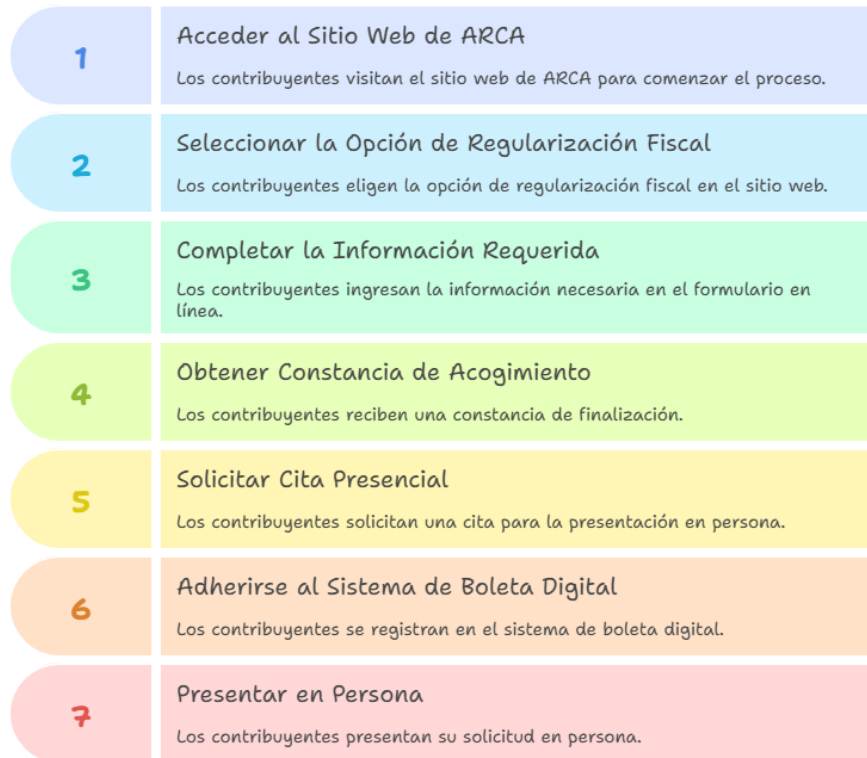 1
Acceder al Sitio Web de ARCA
Los contribuyentes visitan el sitio web de ARCA para comenzar el proceso.
2
Seleccionar la Opción de Regularización Fiscal
Los contribuyentes eligen la opción de regularización fiscal en el sitio web.
3
Completar la Información Requerida
Los contribuyentes ingresan la información necesaria en el formulario en
línea.
4
Obtener Constancia de Acogimiento
Los contribuyentes reciben una constancia de finalización.
5
Solicitar Cita Presencial
Los contribuyentes solicitan una cita para la presentación en persona.
6
Adherirse al Sistema de Boleta Digital
Los contribuyentes se registran en el sistema de boleta digital.
7
Presentar en Persona
Los contribuyentes presentan su solicitud en persona.